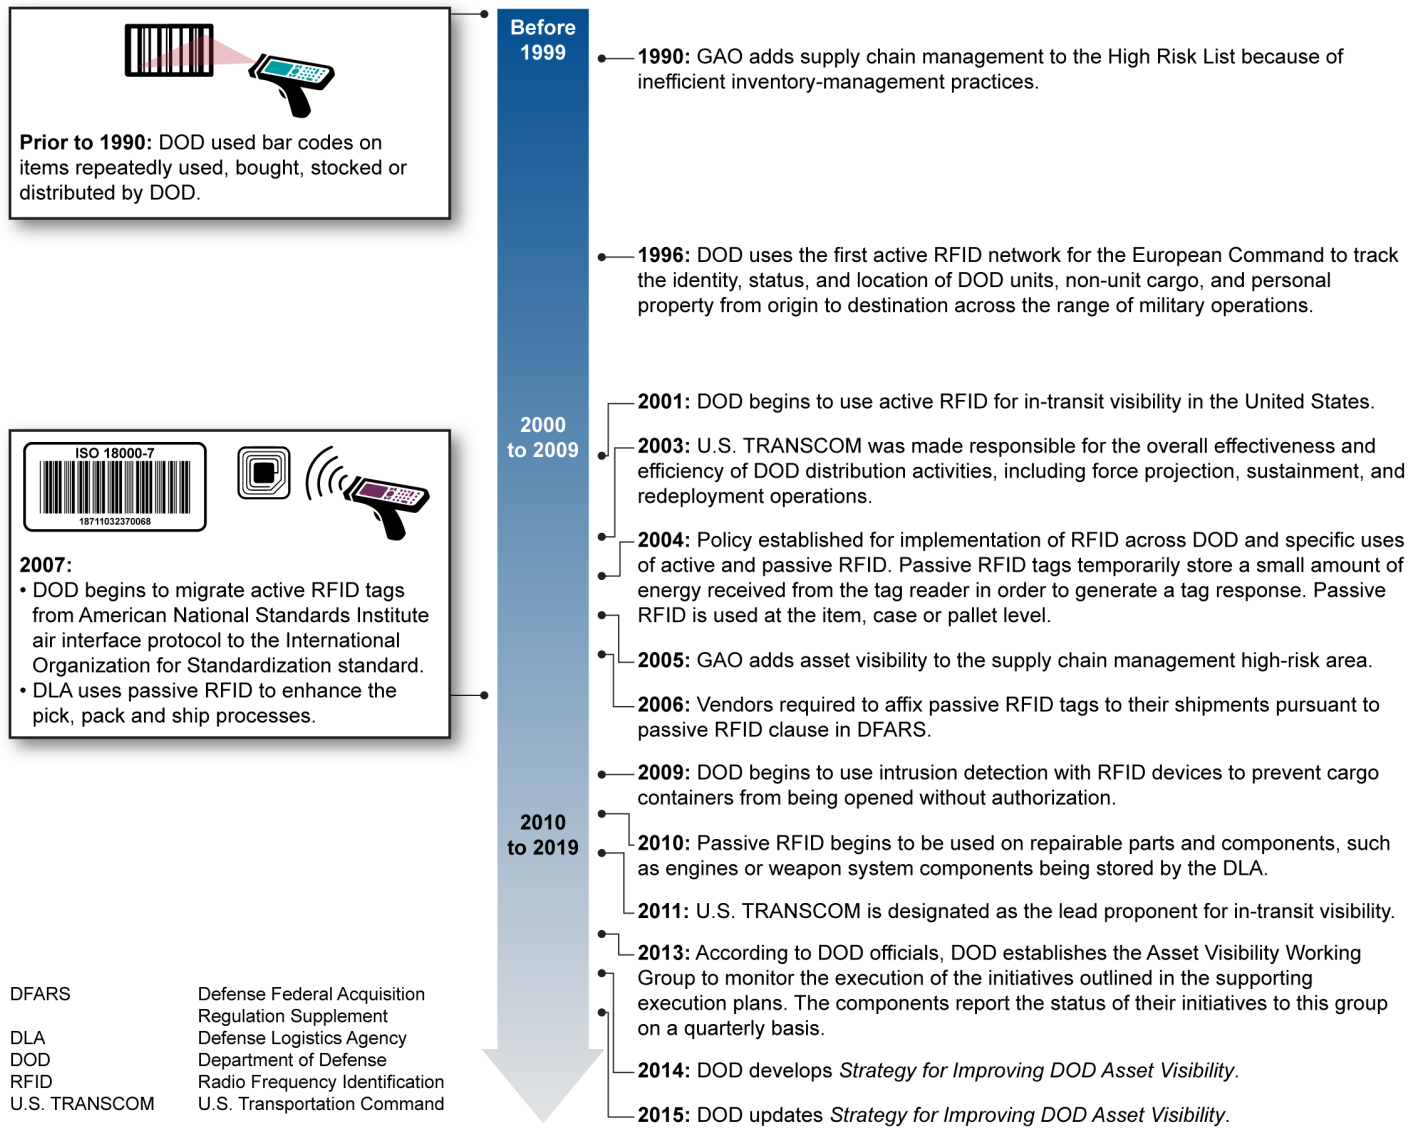 Prior to 1990: DOD used bar codes on
items repeatedly used, bought, stocked or
distributed by DOD.
Before
1999
1990: GAO adds supply chain management to the High Risk List because of
inefficient inventory-management practices.
1996: DOD uses the first active RFID network for the European Command to track
the identity, status, and location of DOD units, non-unit cargo, and personal
property from origin to destination across the range of military operations.
2000
to 2009
2001: DOD begins to use active RFID for in-transit visibility in the United States.
2003: U.S. TRANSCOM was made responsible for the overall effectiveness and
efficiency of DOD distribution activities, including force projection, sustainment, and
redeployment operations.
2004: Policy established for implementation of RFID across DOD and specific uses
of active and passive RFID. Passive RFID tags temporarily store a small amount of
energy received from the tag reader in order to generate a tag response. Passive
RFID is used at the item, case or pallet level.
2005: GAO adds asset visibility to the supply chain management high-risk area.
2006: Vendors required to affix passive RFID tags to their shipments pursuant to
passive RFID clause in DFARS.
ISO 18000-7
18711032370068
2007:
• DOD begins to migrate active RFID tags
from American National Standards Institute
air interface protocol to the International
Organization for Standardization standard.
• DLA uses passive RFID to enhance the
pick, pack and ship processes.
2009: DOD begins to use intrusion detection with RFID devices to prevent cargo
containers from being opened without authorization.
2010
to 2019
2010: Passive RFID begins to be used on repairable parts and components, such
as engines or weapon system components being stored by the DLA.
2011: U.S. TRANSCOM is designated as the lead proponent for in-transit visibility.
2013: According to DOD officials, DOD establishes the Asset Visibility Working
Group to monitor the execution of the initiatives outlined in the supporting
execution plans. The components report the status of their initiatives to this group
on a quarterly basis.
2014: DOD develops Strategy for Improving DOD Asset Visibility.
2015: DOD updates Strategy for Improving DOD Asset Visibility.
DFARS Defense Federal Acquisition
Regulation Supplement
DLA Defense Logistics Agency
DOD Department of Defense
RFID Radio Frequency Identification
U.S. TRANSCOM U.S. Transportation Command